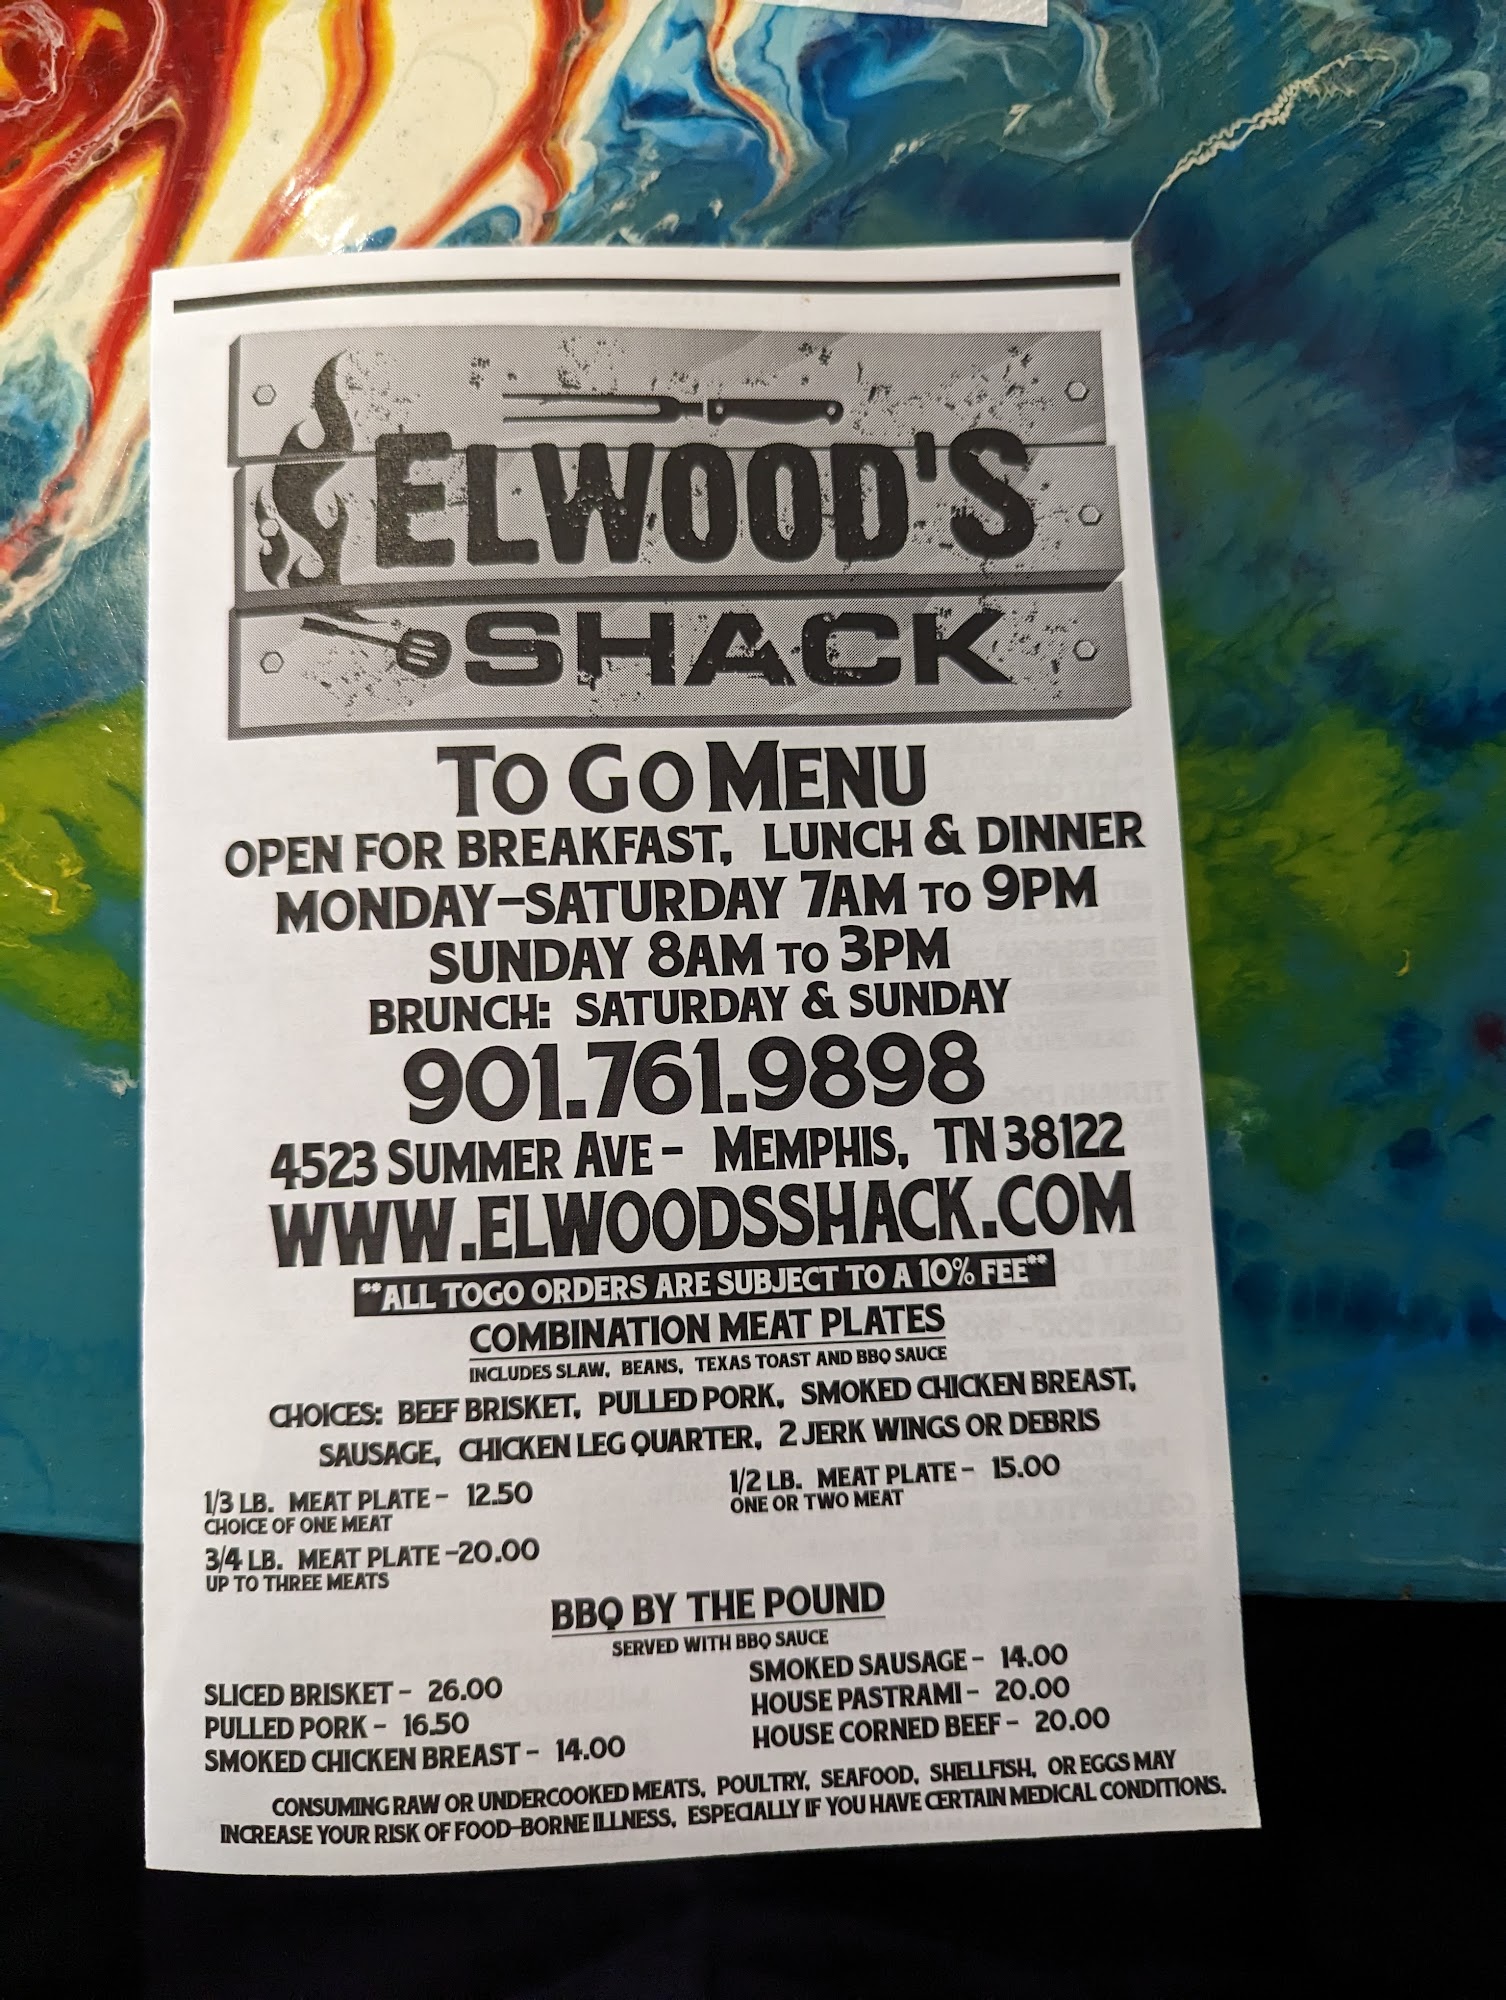 ELWOOD'S
SHACK
TO GO MENU
OPEN FOR BREAKFAST, LUNCH & DINNER
MONDAY-SATURDAY 7AM TO 9PM
SUNDAY 8AM TO 3PM
BRUNCH: SATURDAY & SUNDAY
901.761.9898
4523 SUMMER AVE - MEMPHIS, TN 38122
WWW.ELWOODSSHACK.COM
**ALL TOGO ORDERS ARE SUBJECT TO A 10% FEE**
COMBINATION MEAT PLATES
INCLUDES SLAW, BEANS, TEXAS TOAST AND BBQ SAUCE
CHOICES: BEEF BRISKET, PULLED PORK, SMOKED CHICKEN BREAST,
SAUSAGE, CHICKEN LEG QUARTER, 2 JERK WINGS OR DEBRIS
1/3 LB. MEAT PLATE - 12.50
CHOICE OF ONE MEAT
1/2 LB. MEAT PLATE - 15.00
ONE OR TWO MEAT
3/4 LB. MEAT PLATE -20.00
UP TO THREE MEATS
BBQ BY THE POUND
SERVED WITH BBQ SAUCE
SLICED BRISKET - 26.00
PULLED PORK - 16.50
SMOKED CHICKEN BREAST - 14.00
SMOKED SAUSAGE - 14.00
HOUSE PASTRAMI - 20.00
HOUSE CORNED BEEF - 20.00
CONSUMING RAW OR UNDERCOOKED MEATS, POULTRY, SEAFOOD, SHELLFISH, OR EGGS MAY
INCREASE YOUR RISK OF FOOD-BORNE ILLNESS, ESPECIALLY IF YOU HAVE CERTAIN MEDICAL CONDITIONS.